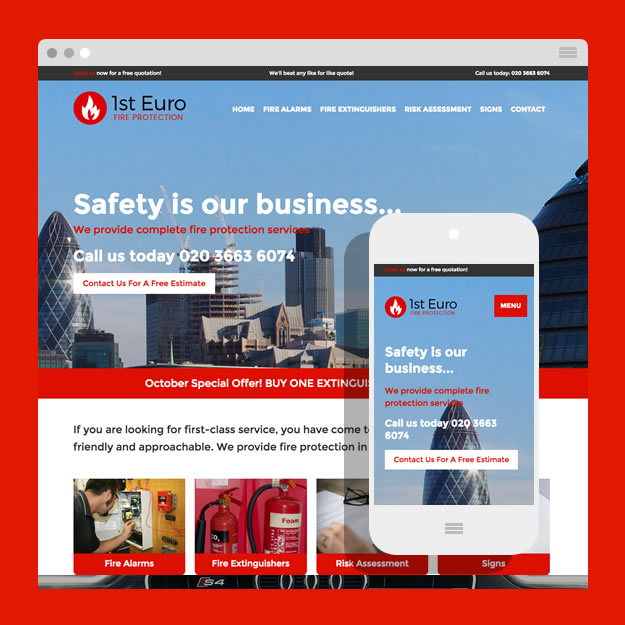 Email us now for a free quotation!
We'll beat any like for like quote!
Call us today: 020 3663 6074
1st Euro
FIRE PROTECTION
HOME FIRE ALARMS FIRE EXTINGUISHERS RISK ASSESSMENT SIGNS CONTACT
Safety is our business...
We provide complete fire protection services
Call us today 020 3663 6074
Contact Us For A Free Estimate
October Special Offer! BUY ONE EXTINGUIS
If you are looking for first-class service, you have come to
friendly and approachable. We provide fire protection in
Foam
Fire Alarms
Fire Extinguishers
Risk Assessment
Signs
S4
Email us now for a free quotation!
1st Euro
FIRE PROTECTION
MENU
Safety is our
business...
We provide complete fire
protection services
Call us today 020 3663
6074
Contact Us For A Free Estimate